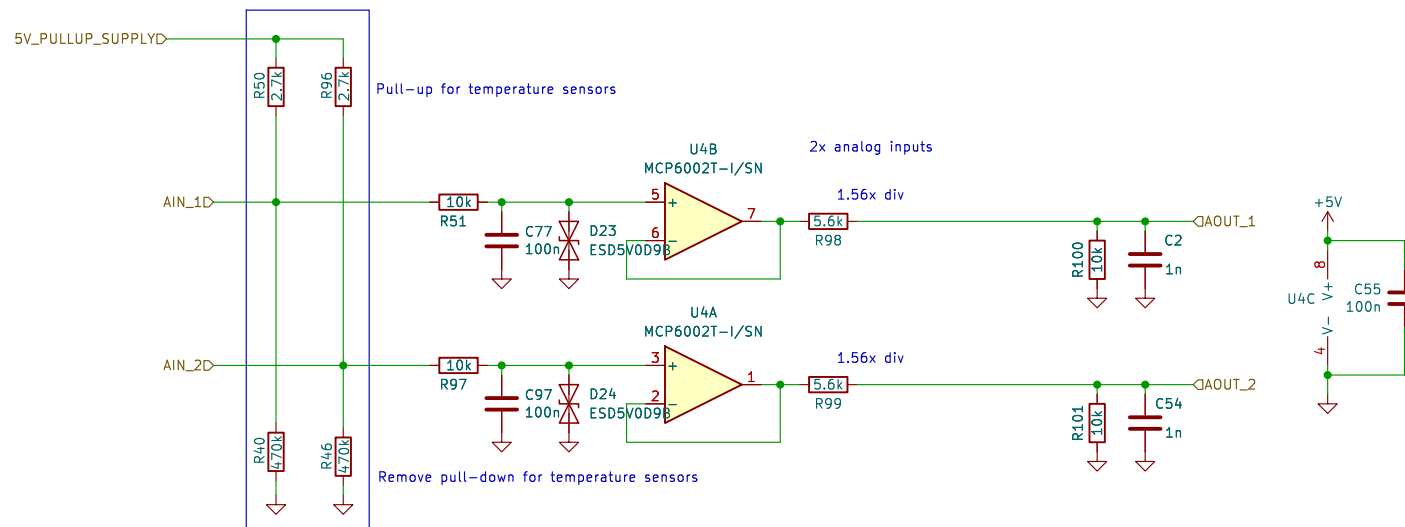 5V_PULLUP_SUPPLY
R50
2.7k
R96
2.7k
Pull-up for temperature sensors
2x analog inputs
U4B
MCP6002T-I/SN
1.56x div
AIN_1
10k
R51
5
+
6
-
7
5.6k
R98
AOUT_1
C77
100n
D23
ESD5V0D9B
R100
10k
C2
1n
+5V
8
V+
U4C
V-
4
C55
100n
U4A
MCP6002T-I/SN
1.56x div
AIN_2
10k
R97
3
+
2
-
1
5.6k
R99
AOUT_2
C97
100n
D24
ESD5V0D9B
R101
10k
C54
1n
R40
470k
R46
470k
Remove pull-down for temperature sensors